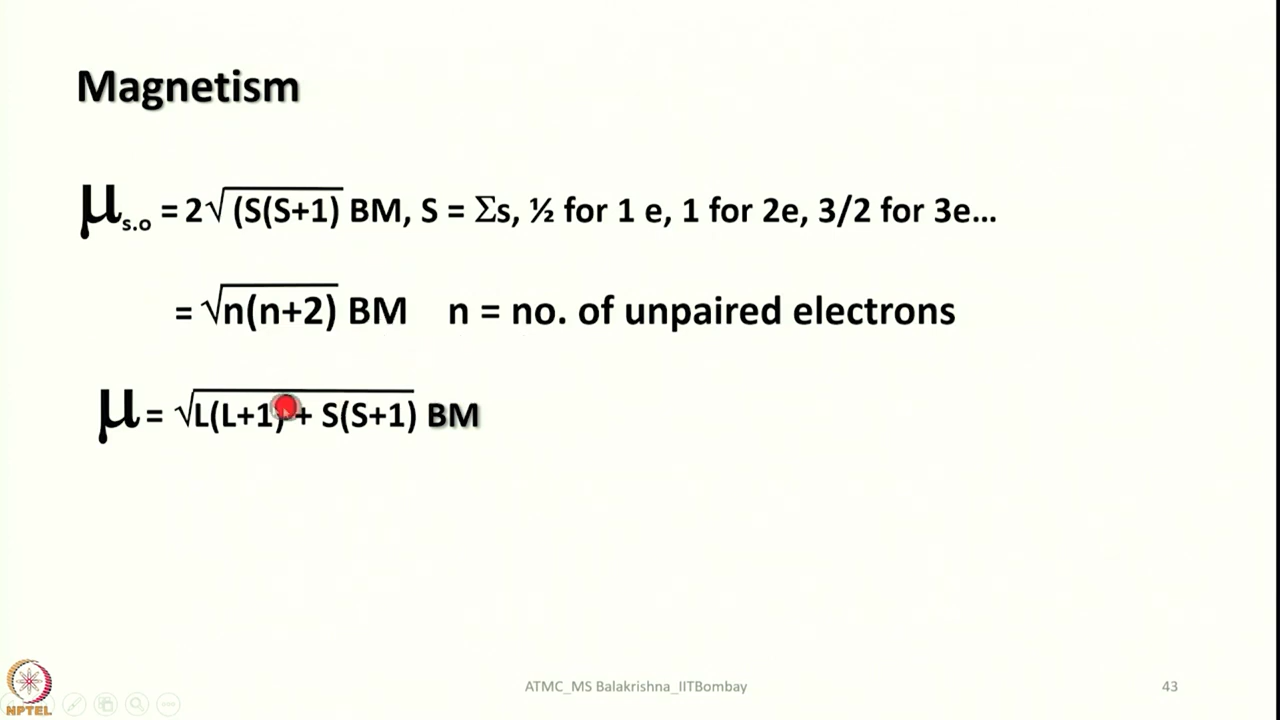 Magnetism
μs.o = 2√(S(S+1) BM, S = Σs, ½ for 1 e, 1 for 2e, 3/2 for 3e...
= √n(n+2) BM n = no. of unpaired electrons
μ = √L(L+1) + S(S+1) BM
NPTEL
ATMC_MS Balakrishna_IITBombay
43